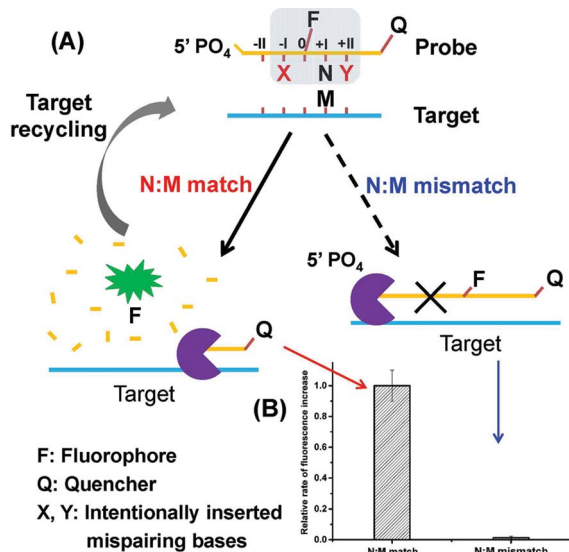 (A)
F
Q
5' PO4
-II -I 0 +I +II
Probe
X N Y
M
Target
Target
recycling
N:M match
N:M mismatch
5' PO4
F
Q
F
Q
Target
Target
(B)
Relative rate of fluorescence increase
1.0
0.8
0.6
0.4
0.2
0.0
N:M match
N:M mismatch
F: Fluorophore
Q: Quencher
X, Y: Intentionally inserted
mispairing bases